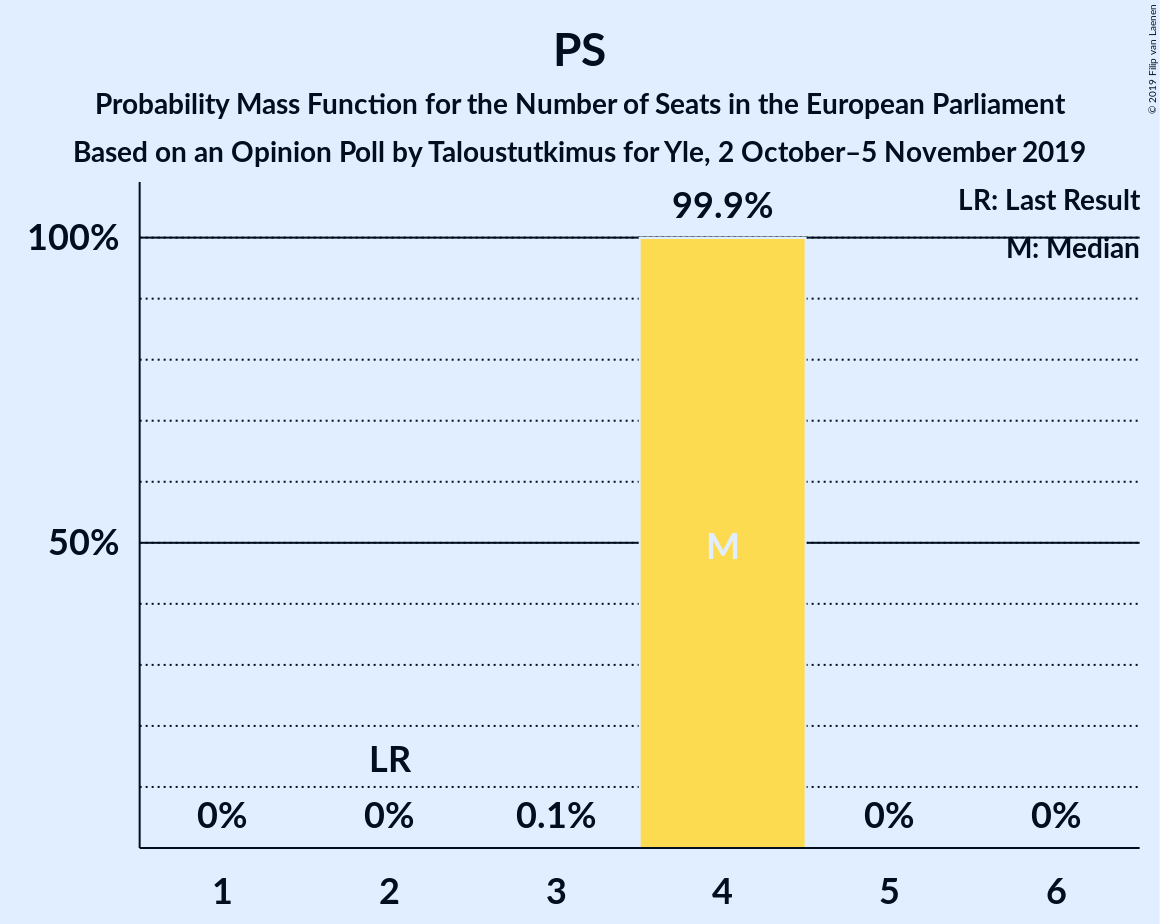 PS
Probability Mass Function for the Number of Seats in the European Parliament
Based on an Opinion Poll by Taloustutkimus for Yle, 2 October–5 November 2019
© 2019 Filip van Laenen
LR: Last Result
M: Median
99.9%
100%
50%
M
LR
0% 0% 0.1% 0% 0%
1 2 3 4 5 6